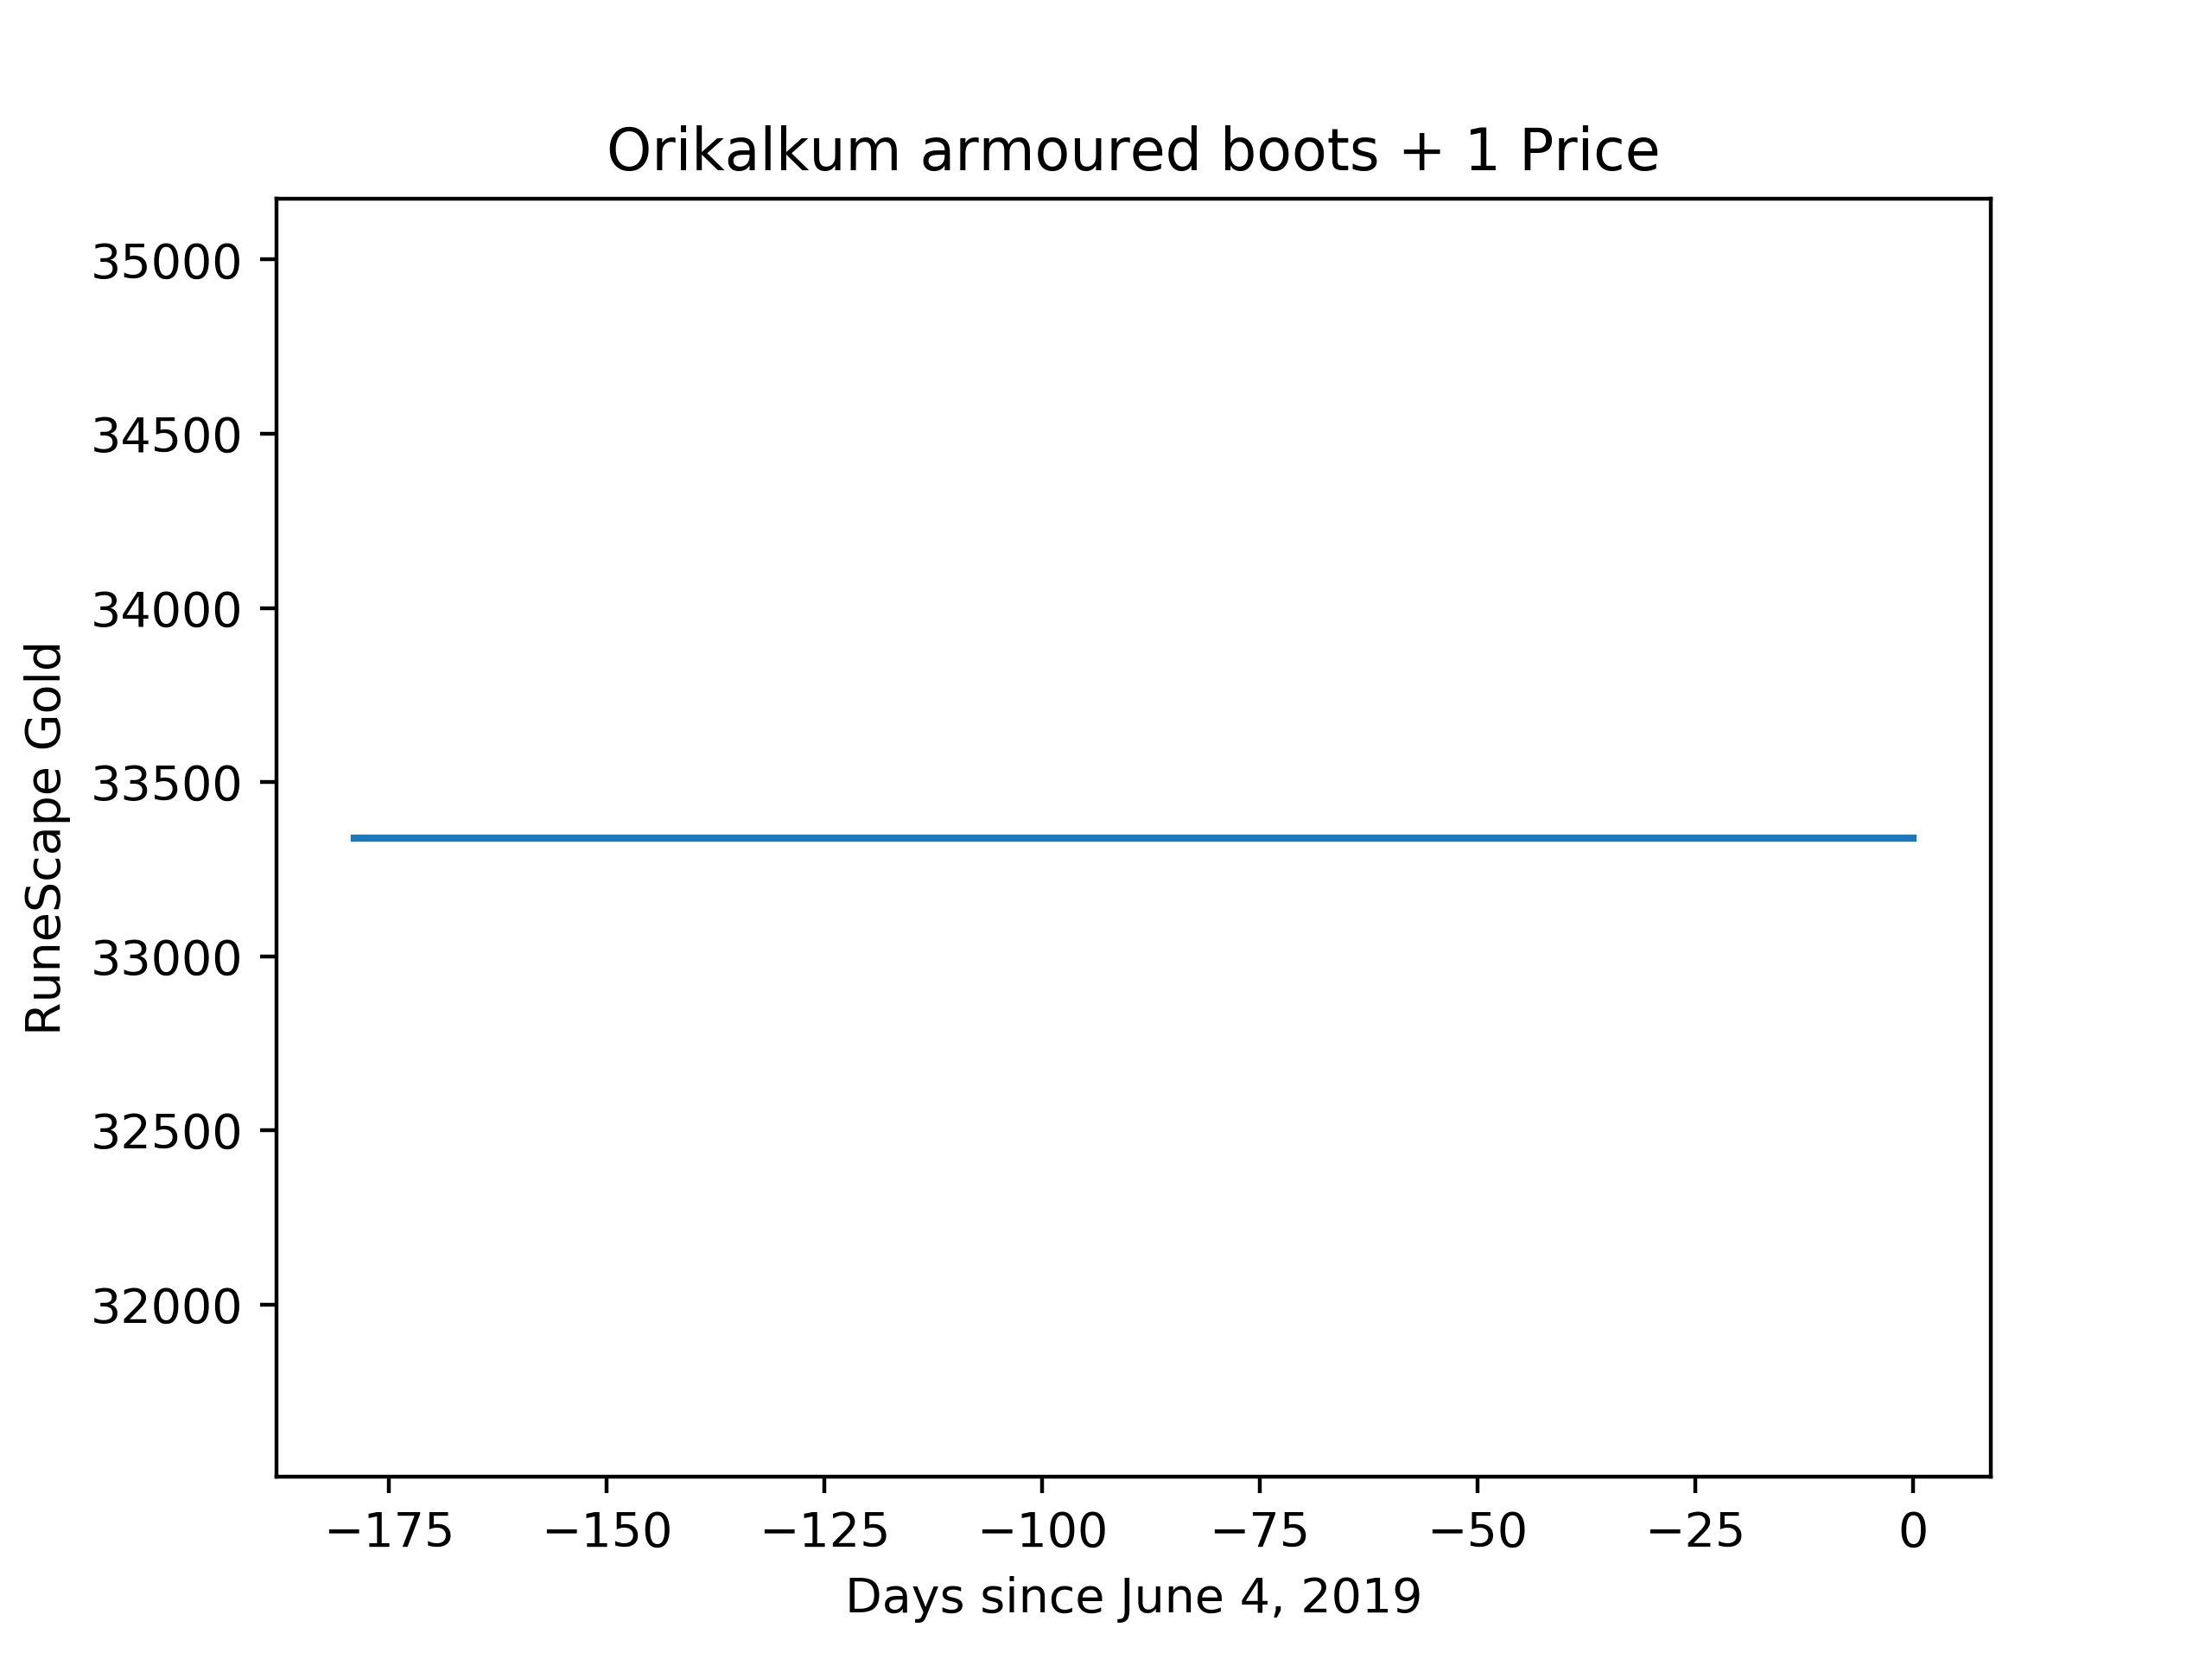 Orikalkum armoured boots + 1 Price
35000
34500
34000
33500
33000
32500
32000
RuneScape Gold
−175 −150 −125 −100 −75 −50 −25 0
Days since June 4, 2019